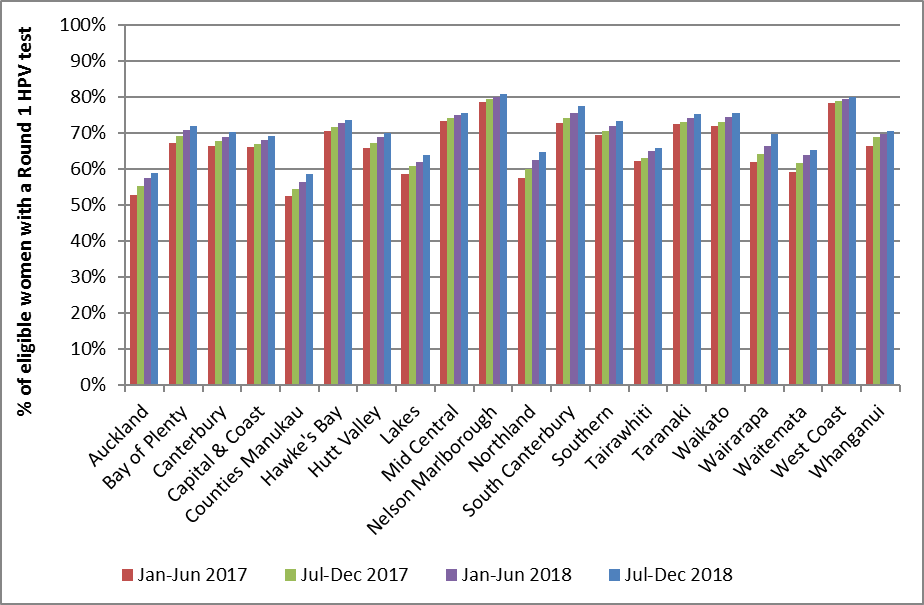 % of eligible women with a Round 1 HPV test
100%
90%
80%
70%
60%
50%
40%
30%
20%
10%
0%
Auckland
Bay of Plenty
Canterbury
Capital & Coast
Counties Manukau
Hawke's Bay
Hutt Valley
Lakes
Mid Central
Nelson Marlborough
Northland
South Canterbury
Southern
Tairawhiti
Taranaki
Waikato
Wairarapa
Waitemata
West Coast
Whanganui
Jan-Jun 2017 Jul-Dec 2017 Jan-Jun 2018 Jul-Dec 2018